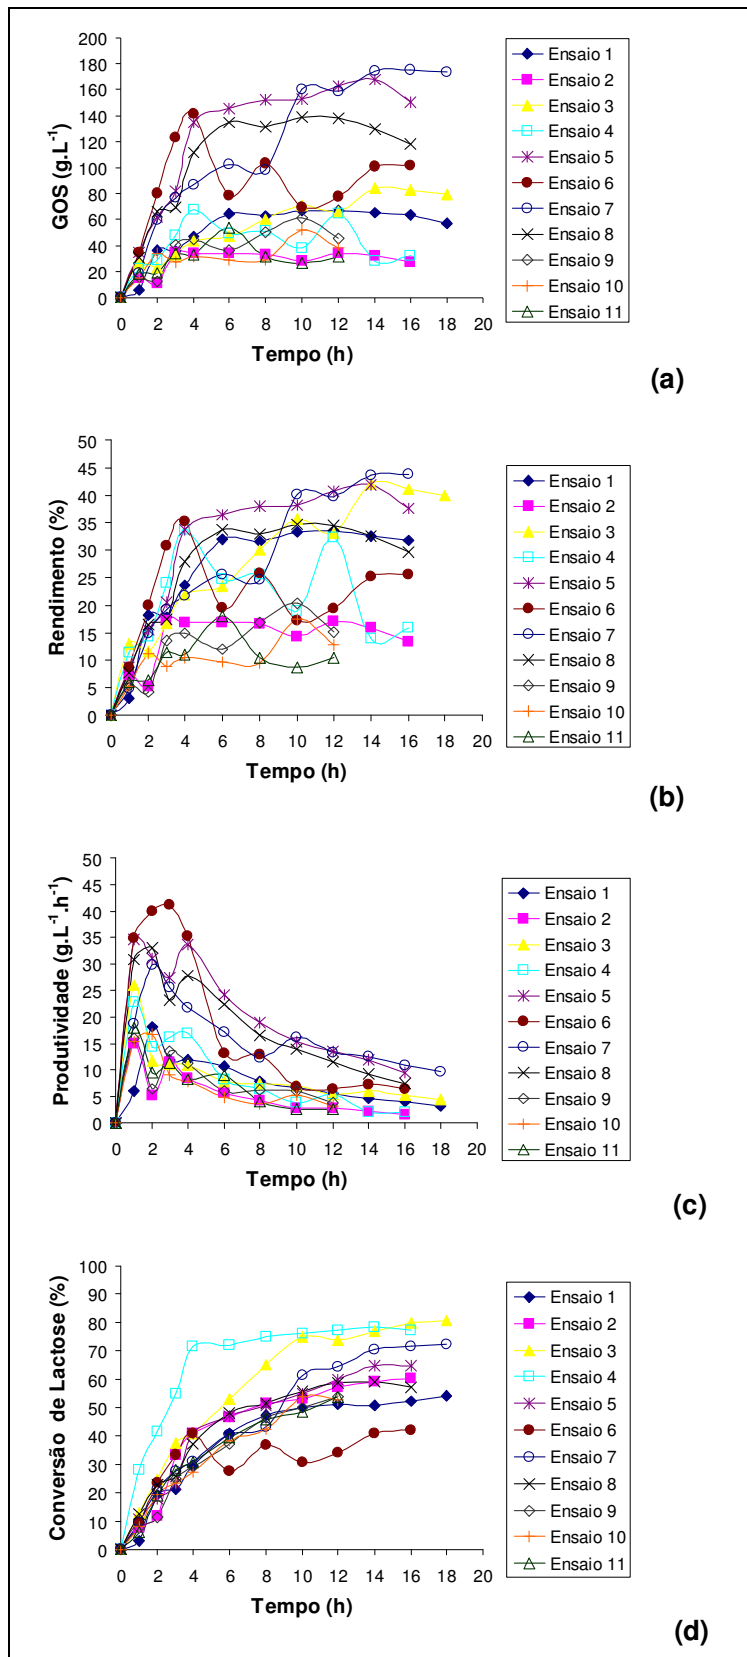 200
180
160
140
120
100
80
60
40
20
0
GOS (g.L⁻¹)
0 2 4 6 8 10 12 14 16 18 20
Tempo (h)
Ensaio 1
Ensaio 2
Ensaio 3
Ensaio 4
Ensaio 5
Ensaio 6
Ensaio 7
Ensaio 8
Ensaio 9
Ensaio 10
Ensaio 11
(a)
50
45
40
35
30
25
20
15
10
5
0
Rendimento (%)
0 2 4 6 8 10 12 14 16 18 20
Tempo (h)
Ensaio 1
Ensaio 2
Ensaio 3
Ensaio 4
Ensaio 5
Ensaio 6
Ensaio 7
Ensaio 8
Ensaio 9
Ensaio 10
Ensaio 11
(b)
50
45
40
35
30
25
20
15
10
5
0
Produtividade (g.L⁻¹.h⁻¹)
0 2 4 6 8 10 12 14 16 18 20
Tempo (h)
Ensaio 1
Ensaio 2
Ensaio 3
Ensaio 4
Ensaio 5
Ensaio 6
Ensaio 7
Ensaio 8
Ensaio 9
Ensaio 10
Ensaio 11
(c)
100
90
80
70
60
50
40
30
20
10
0
Conversão de Lactose (%)
0 2 4 6 8 10 12 14 16 18 20
Tempo (h)
Ensaio 1
Ensaio 2
Ensaio 3
Ensaio 4
Ensaio 5
Ensaio 6
Ensaio 7
Ensaio 8
Ensaio 9
Ensaio 10
Ensaio 11
(d)